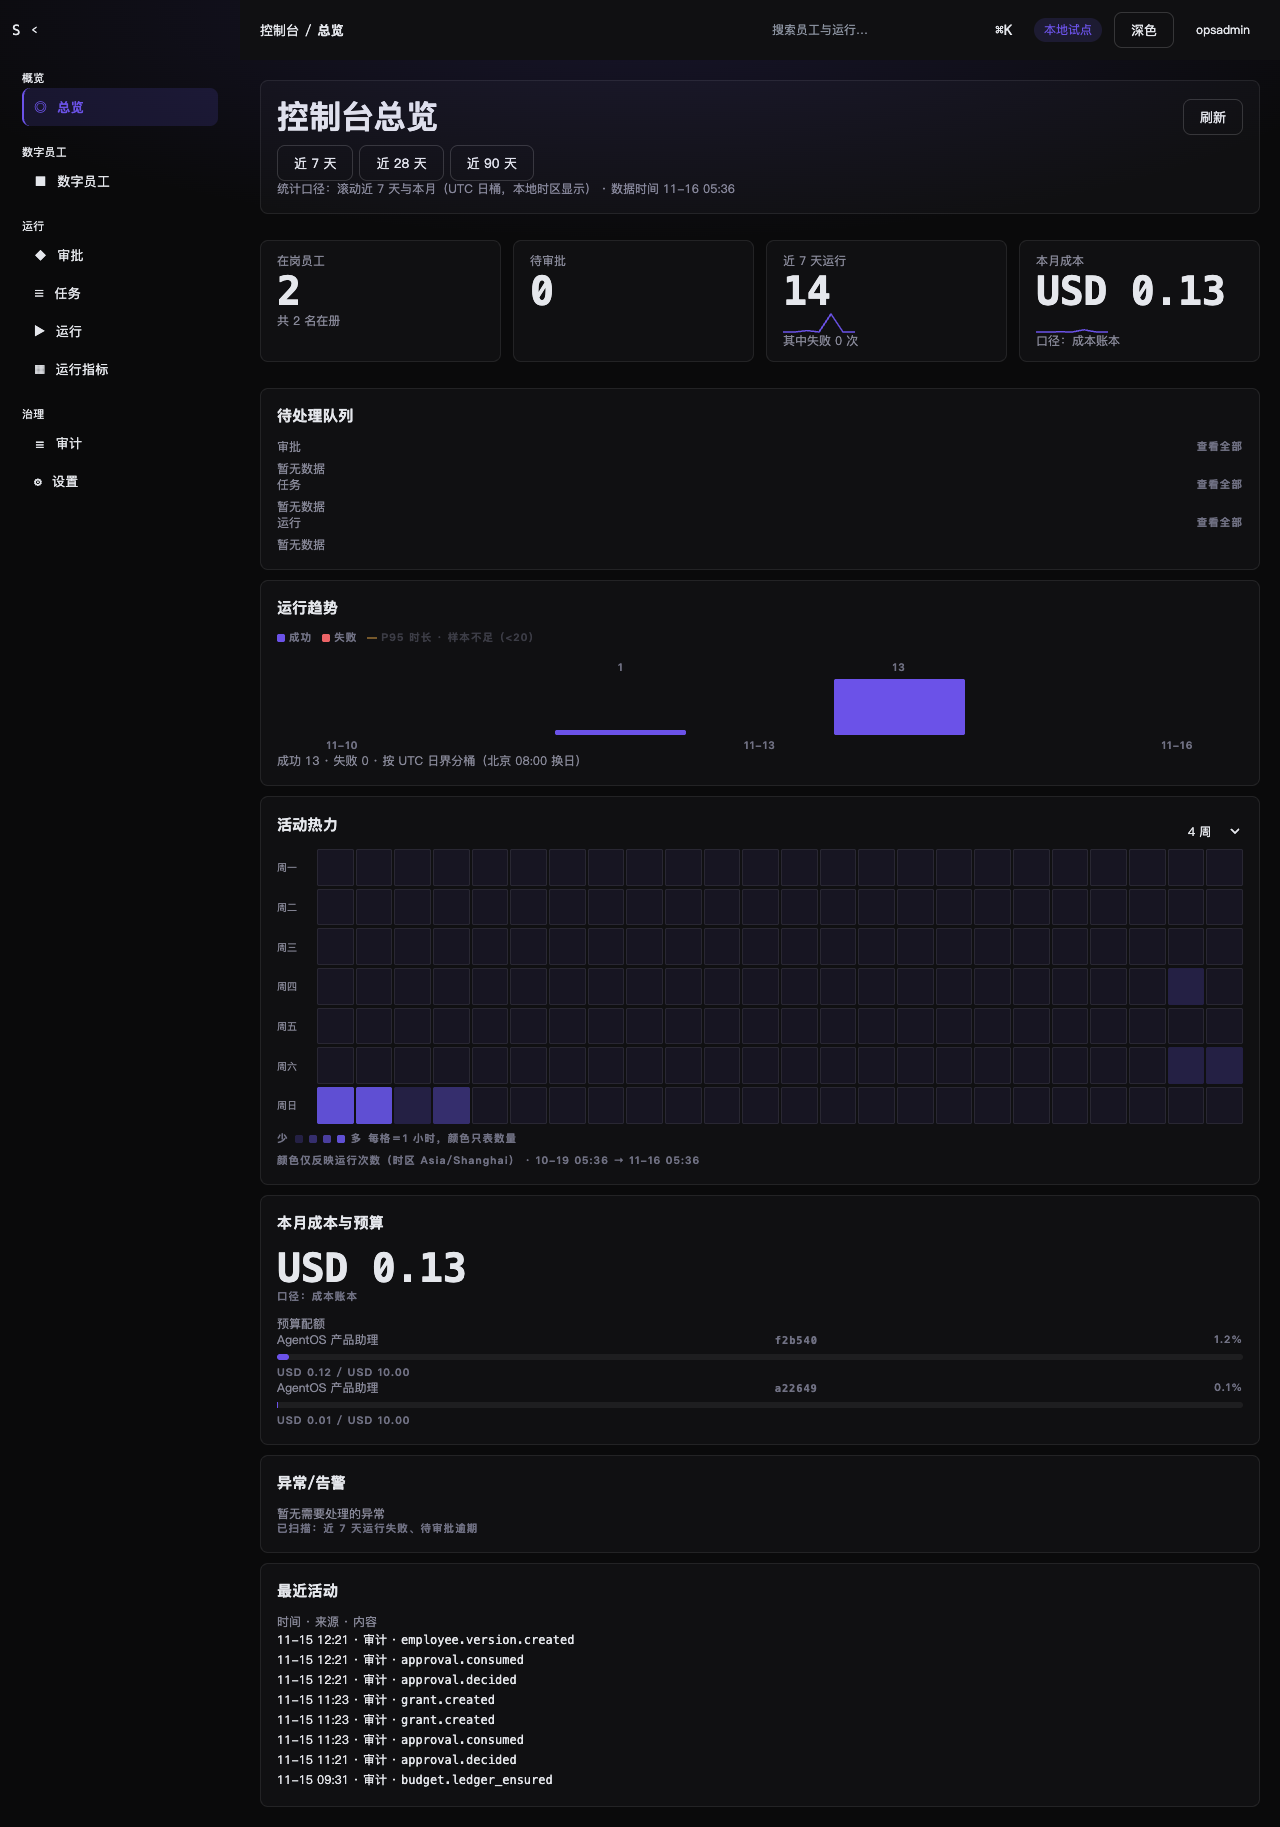 S <
控制台 / 总览
搜索员工与运行...
⌘K
本地试点
深色
opsadmin
概览
总览
数字员工
数字员工
运行
审批
任务
运行
运行指标
治理
审计
设置
控制台总览
刷新
近 7 天
近 28 天
近 90 天
统计口径：滚动近 7 天与本月（UTC 日桶，本地时区显示） · 数据时间 11-16 05:36
在岗员工
2
共 2 名在册
待审批
0
近 7 天运行
14
其中失败 0 次
本月成本
USD 0.13
口径：成本账本
待处理队列
审批
查看全部
暂无数据
任务
查看全部
暂无数据
运行
查看全部
暂无数据
运行趋势
成功
失败
P95 时长 · 样本不足（<20）
1
13
11-10
11-13
11-16
成功 13 · 失败 0 · 按 UTC 日界分桶（北京 08:00 换日）
活动热力
4 周
周一
周二
周三
周四
周五
周六
周日
少
多 每格=1 小时，颜色只表数量
颜色仅反映运行次数（时区 Asia/Shanghai） · 10-19 05:36 → 11-16 05:36
本月成本与预算
USD 0.13
口径：成本账本
预算配额
AgentOS 产品助理
f2b540
1.2%
USD 0.12 / USD 10.00
AgentOS 产品助理
a22649
0.1%
USD 0.01 / USD 10.00
异常/告警
暂无需要处理的异常
已扫描：近 7 天运行失败、待审批逾期
最近活动
时间 · 来源 · 内容
11-15 12:21 · 审计 · employee.version.created
11-15 12:21 · 审计 · approval.consumed
11-15 12:21 · 审计 · approval.decided
11-15 11:23 · 审计 · grant.created
11-15 11:23 · 审计 · grant.created
11-15 11:23 · 审计 · approval.consumed
11-15 11:21 · 审计 · approval.decided
11-15 09:31 · 审计 · budget.ledger_ensured